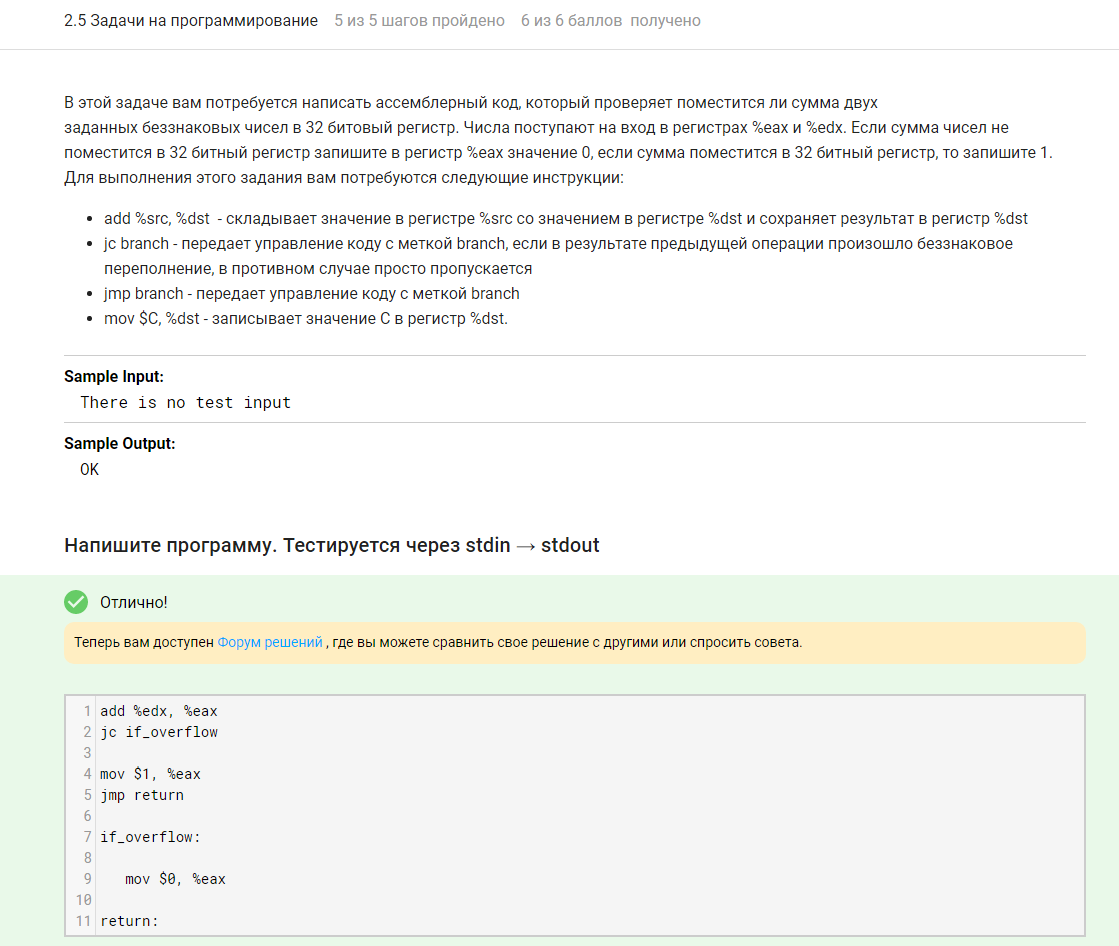 2.5 Задачи на программирование 5 из 5 шагов пройдено 6 из 6 баллов получено
В этой задаче вам потребуется написать ассемблерный код, который проверяет поместится ли сумма двух
заданных беззнаковых чисел в 32 битовый регистр. Числа поступают на вход в регистрах %eax и %edx. Если сумма чисел не
поместится в 32 битный регистр запишите в регистр %eax значение 0, если сумма поместится в 32 битный регистр, то запишите 1.
Для выполнения этого задания вам потребуются следующие инструкции:
• add %src, %dst - складывает значение в регистре %src со значением в регистре %dst и сохраняет результат в регистр %dst
• jc branch - передает управление коду с меткой branch, если в результате предыдущей операции произошло беззнаковое
переполнение, в противном случае просто пропускается
• jmp branch - передает управление коду с меткой branch
• mov $C, %dst - записывает значение C в регистр %dst.
Sample Input:
There is no test input
Sample Output:
OK
Напишите программу. Тестируется через stdin → stdout
Отлично!
Теперь вам доступен Форум решений , где вы можете сравнить свое решение с другими или спросить совета.
1 add %edx, %eax
2 jc if_overflow
3
4 mov $1, %eax
5 jmp return
6
7 if_overflow:
8
9 mov $0, %eax
10
11 return: